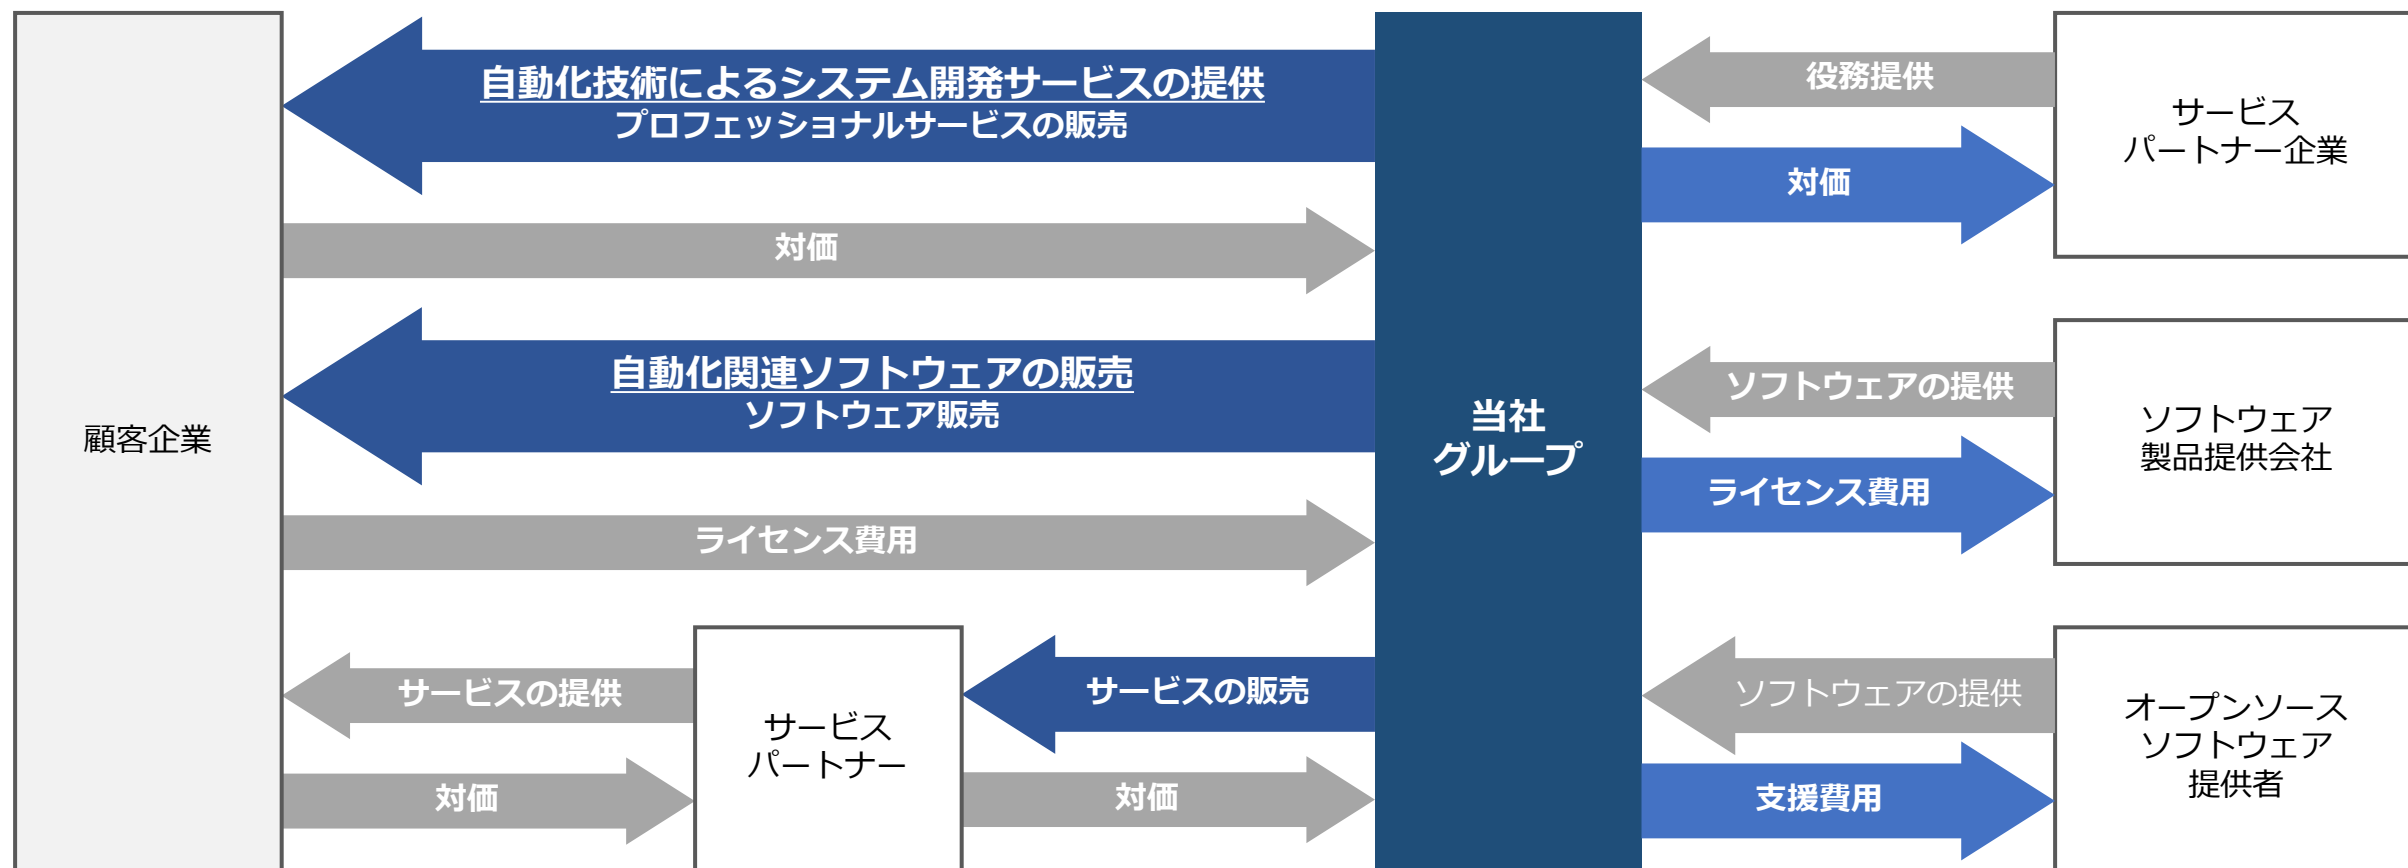 自動化技術によるシステム開発サービスの提供
プロフェッショナルサービスの販売
対価
自動化関連ソフトウェアの販売
ソフトウェア販売
ライセンス費用
顧客企業
サービスの提供
対価
サービス
パートナー
サービスの販売
対価
当社
グループ
役務提供
対価
サービス
パートナー企業
ソフトウェアの提供
ライセンス費用
ソフトウェア
製品提供会社
ソフトウェアの提供
支援費用
オープンソース
ソフトウェア
提供者